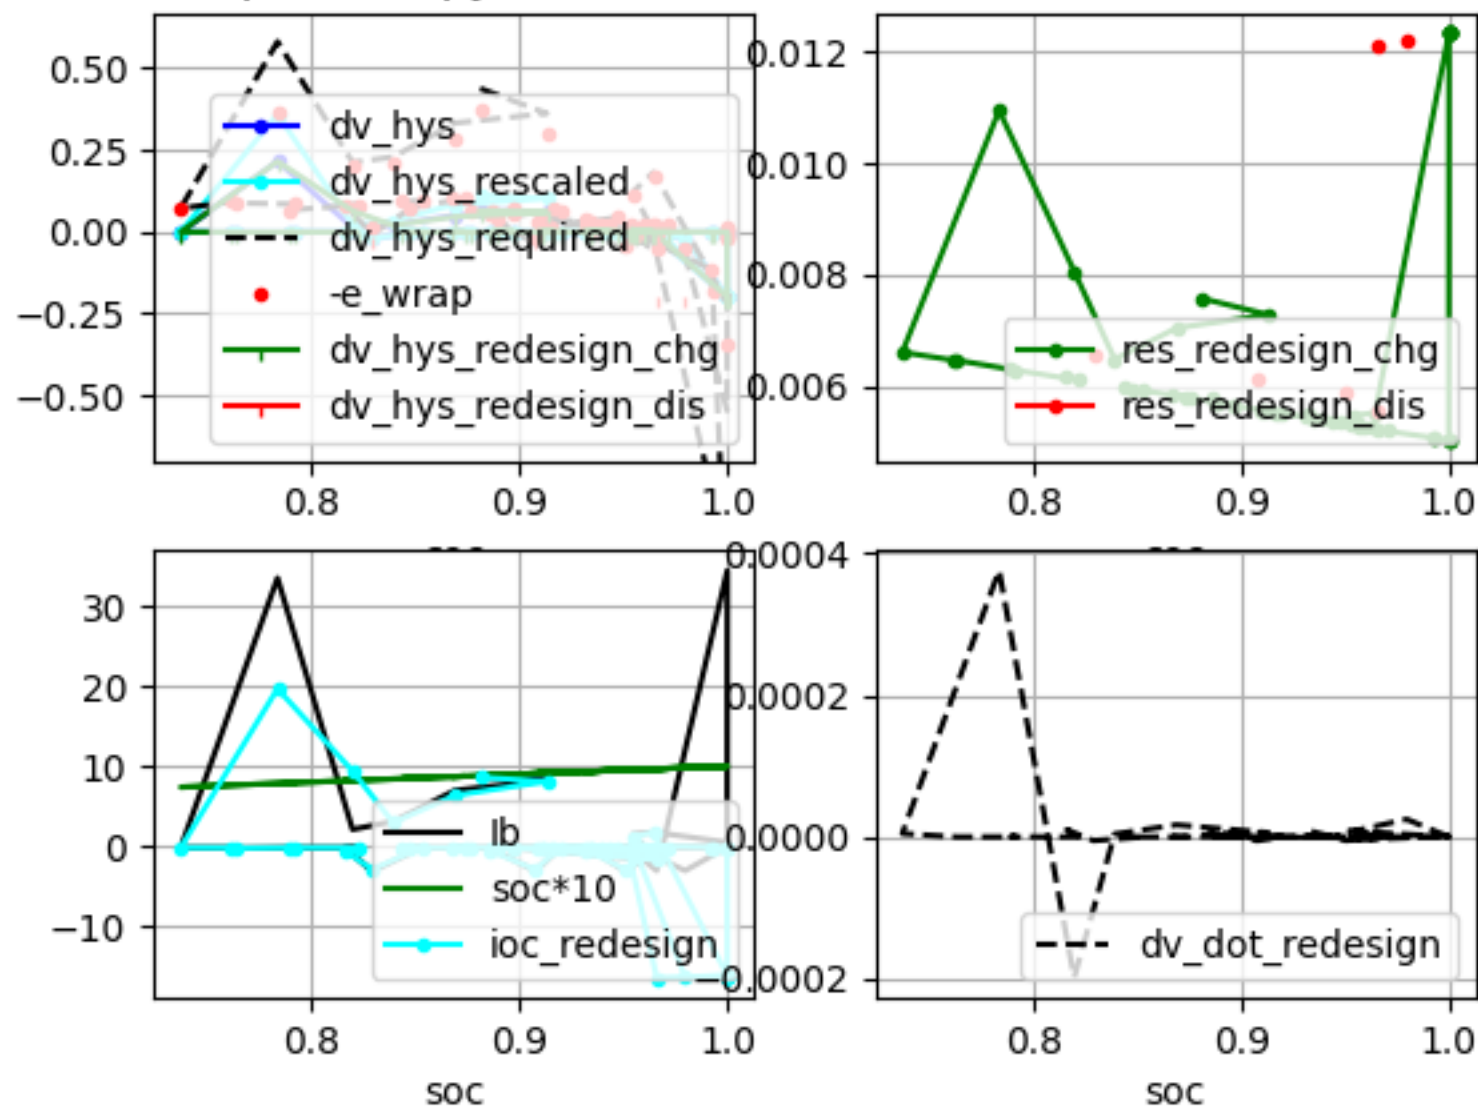 0.50
0.25
0.00
−0.25
−0.50
dv_hys
dv_hys_rescaled
dv_hys_required
-e_wrap
dv_hys_redesign_chg
dv_hys_redesign_dis
0.8
0.9
1.0
0.012
0.010
0.008
0.006
res_redesign_chg
res_redesign_dis
0.8
0.9
1.0
30
20
10
0
−10
Ib
soc*10
ioc_redesign
0.8
0.9
1.0
soc
0.0004
0.0002
0.0000
−0.0002
dv_dot_redesign
0.8
0.9
1.0
soc